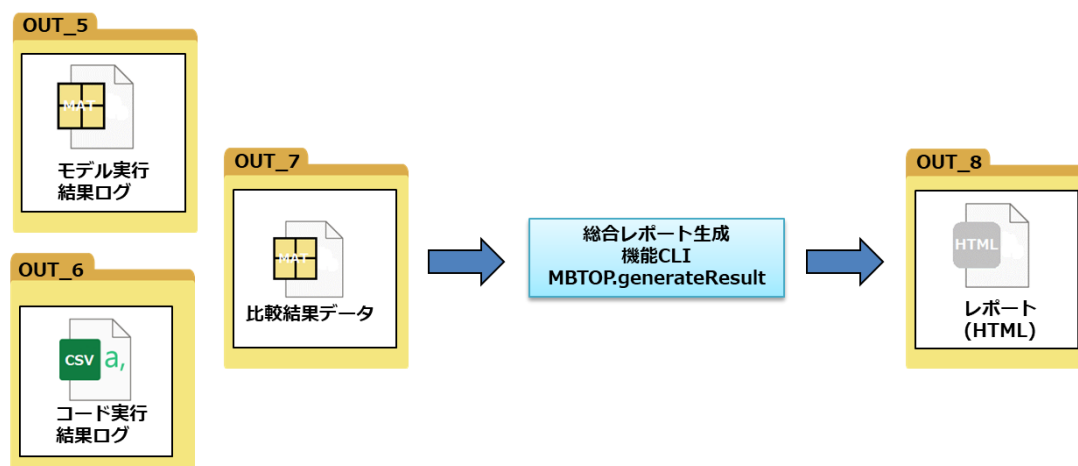 OUT_5
MAT
モデル実行
結果ログ
OUT_6
CSV a,
コード実行
結果ログ
OUT_7
MAT
比較結果データ
総合レポート生成
機能CLI
MBTOP.generateResult
OUT_8
HTML
レポート
(HTML)